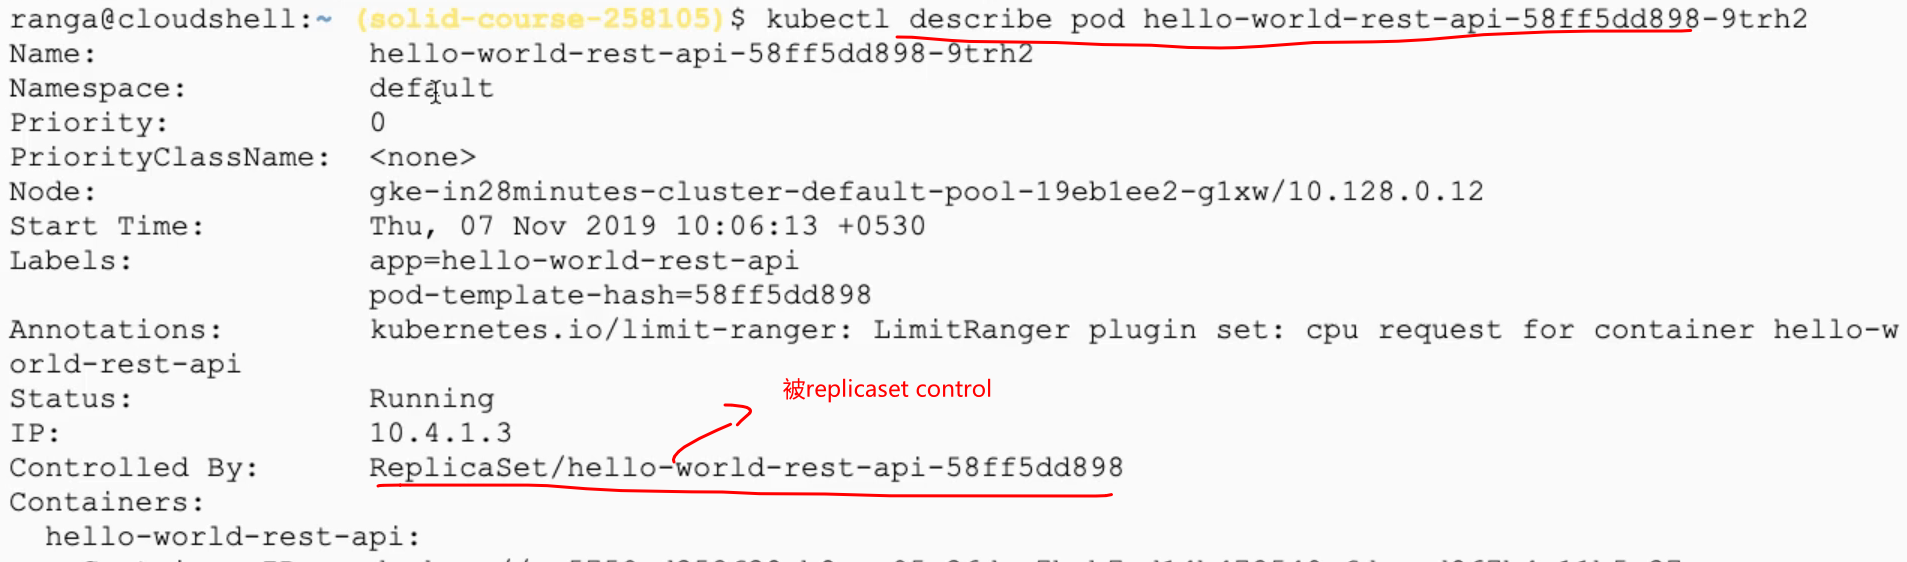 ranga@cloudshell:~ (solid-course-258105)$ kubectl describe pod hello-world-rest-api-58ff5dd898-9trh2
Name: hello-world-rest-api-58ff5dd898-9trh2
Namespace: default
Priority: 0
PriorityClassName: <none>
Node: gke-in28minutes-cluster-default-pool-19eb1ee2-g1xw/10.128.0.12
Start Time: Thu, 07 Nov 2019 10:06:13 +0530
Labels: app=hello-world-rest-api
pod-template-hash=58ff5dd898
Annotations: kubernetes.io/limit-ranger: LimitRanger plugin set: cpu request for container hello-w
orld-rest-api
被replicaset control
Status: Running
IP: 10.4.1.3
Controlled By: ReplicaSet/hello-world-rest-api-58ff5dd898
Containers:
hello-world-rest-api: